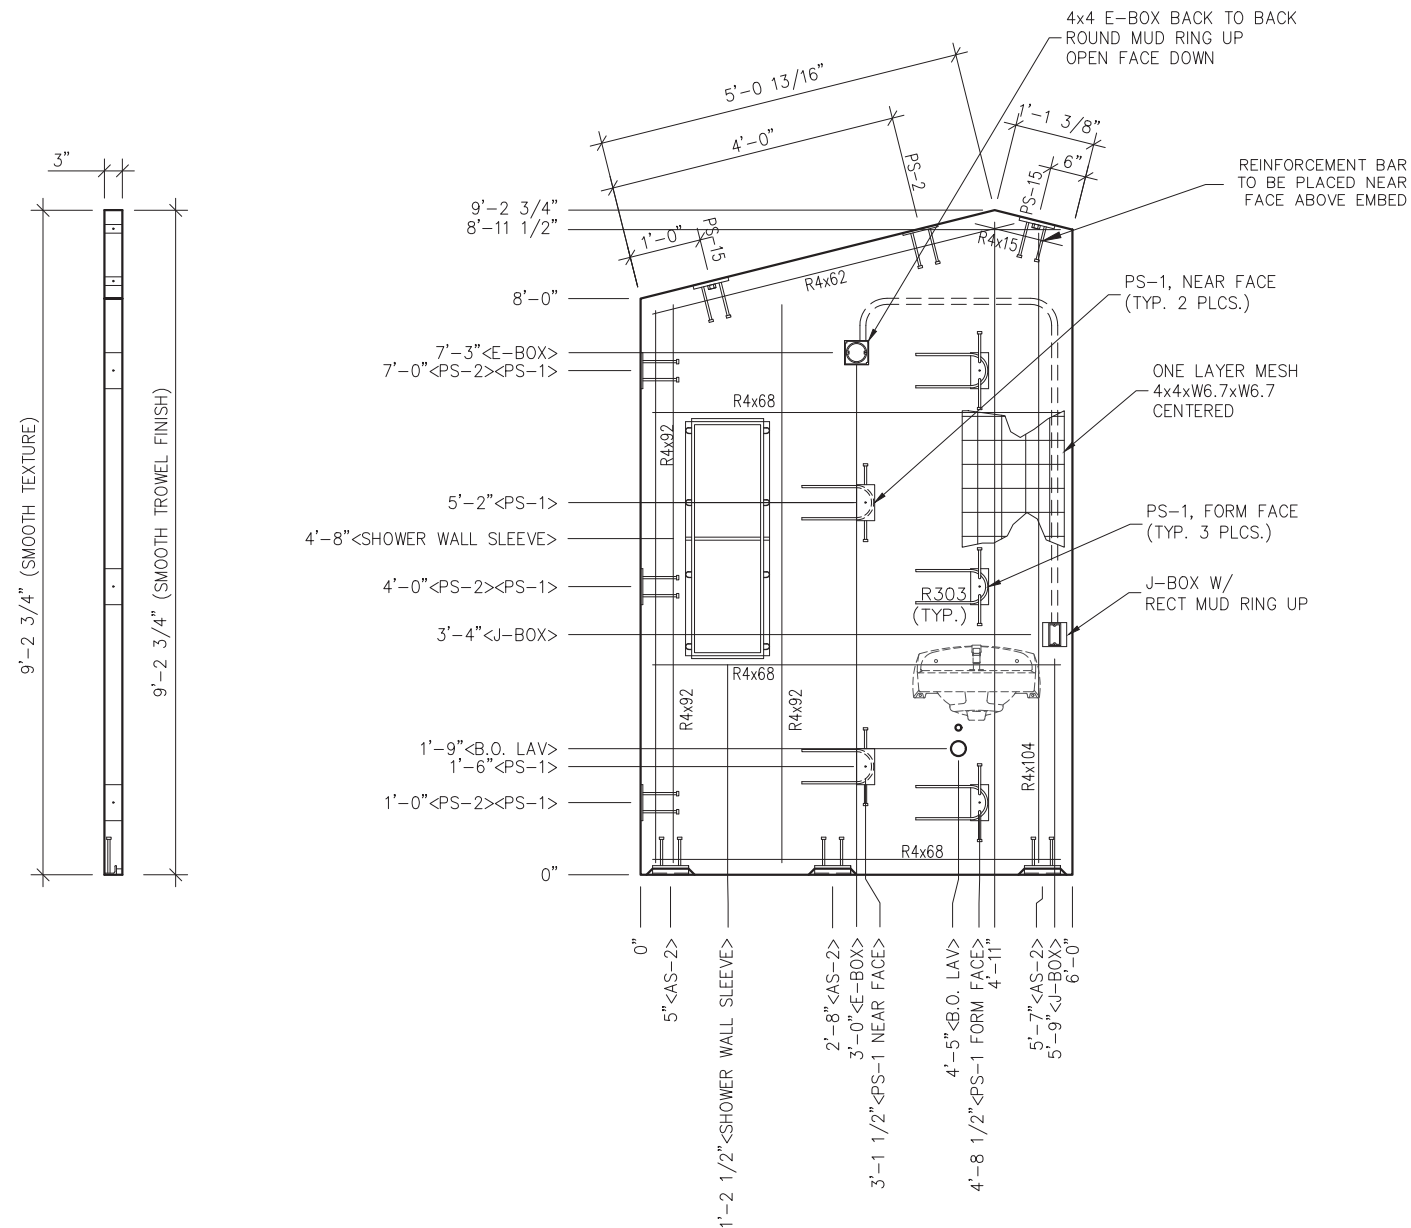 4x4 E-BOX BACK TO BACK
ROUND MUD RING UP
OPEN FACE DOWN
5'-0 13/16"
1'-1 3/8"
4'-0"
6"
PS-2
PS-15
3"
REINFORCEMENT BAR
TO BE PLACED NEAR
FACE ABOVE EMBED
9'-2 3/4"
8'-11 1/2"
1'-0"
PS-15
R4x15
R4x62
8'-0"
PS-1, NEAR FACE
(TYP. 2 PLCS.)
7'-3"<E-BOX>
7'-0"<PS-2><PS-1>
ONE LAYER MESH
4x4xW6.7xW6.7
CENTERED
R4x68
R4x92
9'-2 3/4" (SMOOTH TEXTURE)
9'-2 3/4" (SMOOTH TROWEL FINISH)
5'-2"<PS-1>
PS-1, FORM FACE
(TYP. 3 PLCS.)
4'-8"<SHOWER WALL SLEEVE>
4'-0"<PS-2><PS-1>
R303
(TYP.)
J-BOX W/
RECT MUD RING UP
3'-4"<J-BOX>
R4x68
R4x92
R4x92
R4x104
1'-9"<B.O. LAV>
1'-6"<PS-1>
1'-0"<PS-2><PS-1>
R4x68
0"
0"
5"<AS-2>
1'-2 1/2"<SHOWER WALL SLEEVE>
2'-8"<AS-2>
3'-0"<E-BOX>
3'-1 1/2"<PS-1 NEAR FACE>
4'-5"<B.O. LAV>
4'-8 1/2"<PS-1 FORM FACE>
4'-11"
5'-7"<AS-2>
5'-9"<J-BOX>
6'-0"